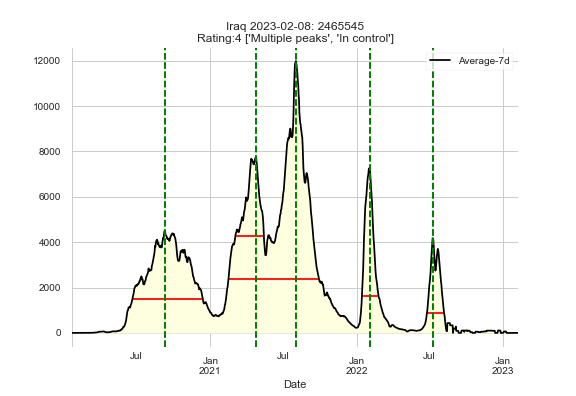 Iraq 2023-02-08: 2465545
Rating:4 ['Multiple peaks', 'In control']
Average-7d
12000
10000
8000
6000
4000
2000
0
Jul
Jan
2021
Jul
Jan
2022
Jul
Jan
2023
Date